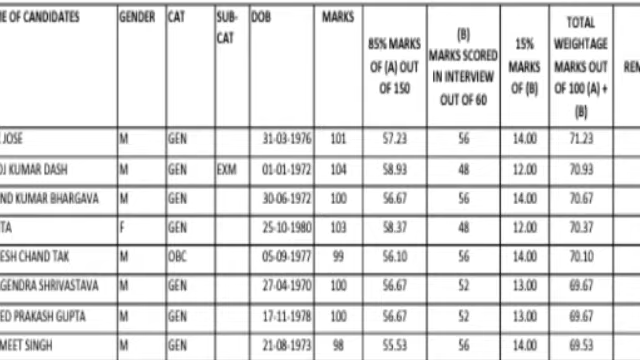 E OF CANDIDATES GENDER CAT SUB-CAT DOB MARKS 85% MARKS OF (A) OUT OF 150 (B) MARKS SCORED IN INTERVIEW OUT OF 60 15% MARKS OF (B) TOTAL WEIGHTAGE MARKS OUT OF 100 (A) + (B) REM
JOSE M GEN 31-03-1976 101 57.23 56 14.00 71.23
OJ KUMAR DASH M GEN EXM 01-01-1972 104 58.93 48 12.00 70.93
ND KUMAR BHARGAVA M GEN 30-06-1972 100 56.67 56 14.00 70.67
TA F GEN 25-10-1980 103 58.37 48 12.00 70.37
ESH CHAND TAK M OBC 05-09-1977 99 56.10 56 14.00 70.10
GENDRA SHRIVASTAVA M GEN 27-04-1970 100 56.67 52 13.00 69.67
ED PRAKASH GUPTA M GEN 17-11-1978 100 56.67 52 13.00 69.67
MEET SINGH M GEN 21-08-1973 98 55.53 56 14.00 69.53